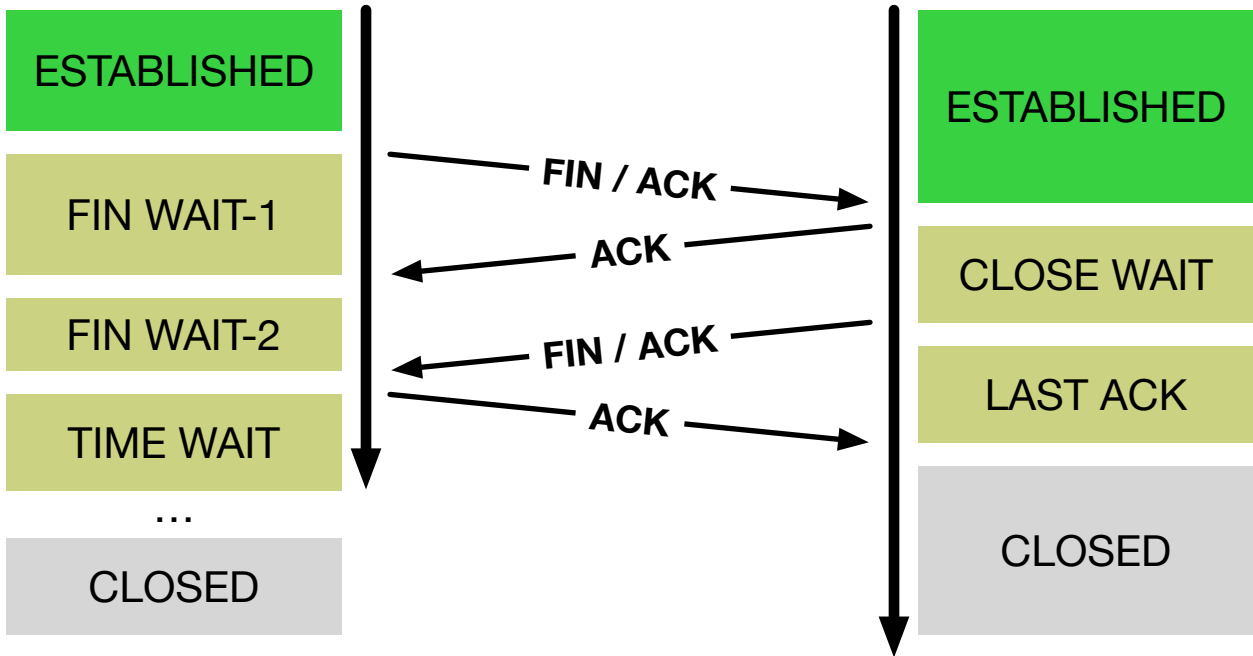 ESTABLISHED
FIN WAIT-1
FIN WAIT-2
TIME WAIT
...
CLOSED
FIN / ACK
ACK
FIN / ACK
ACK
ESTABLISHED
CLOSE WAIT
LAST ACK
CLOSED